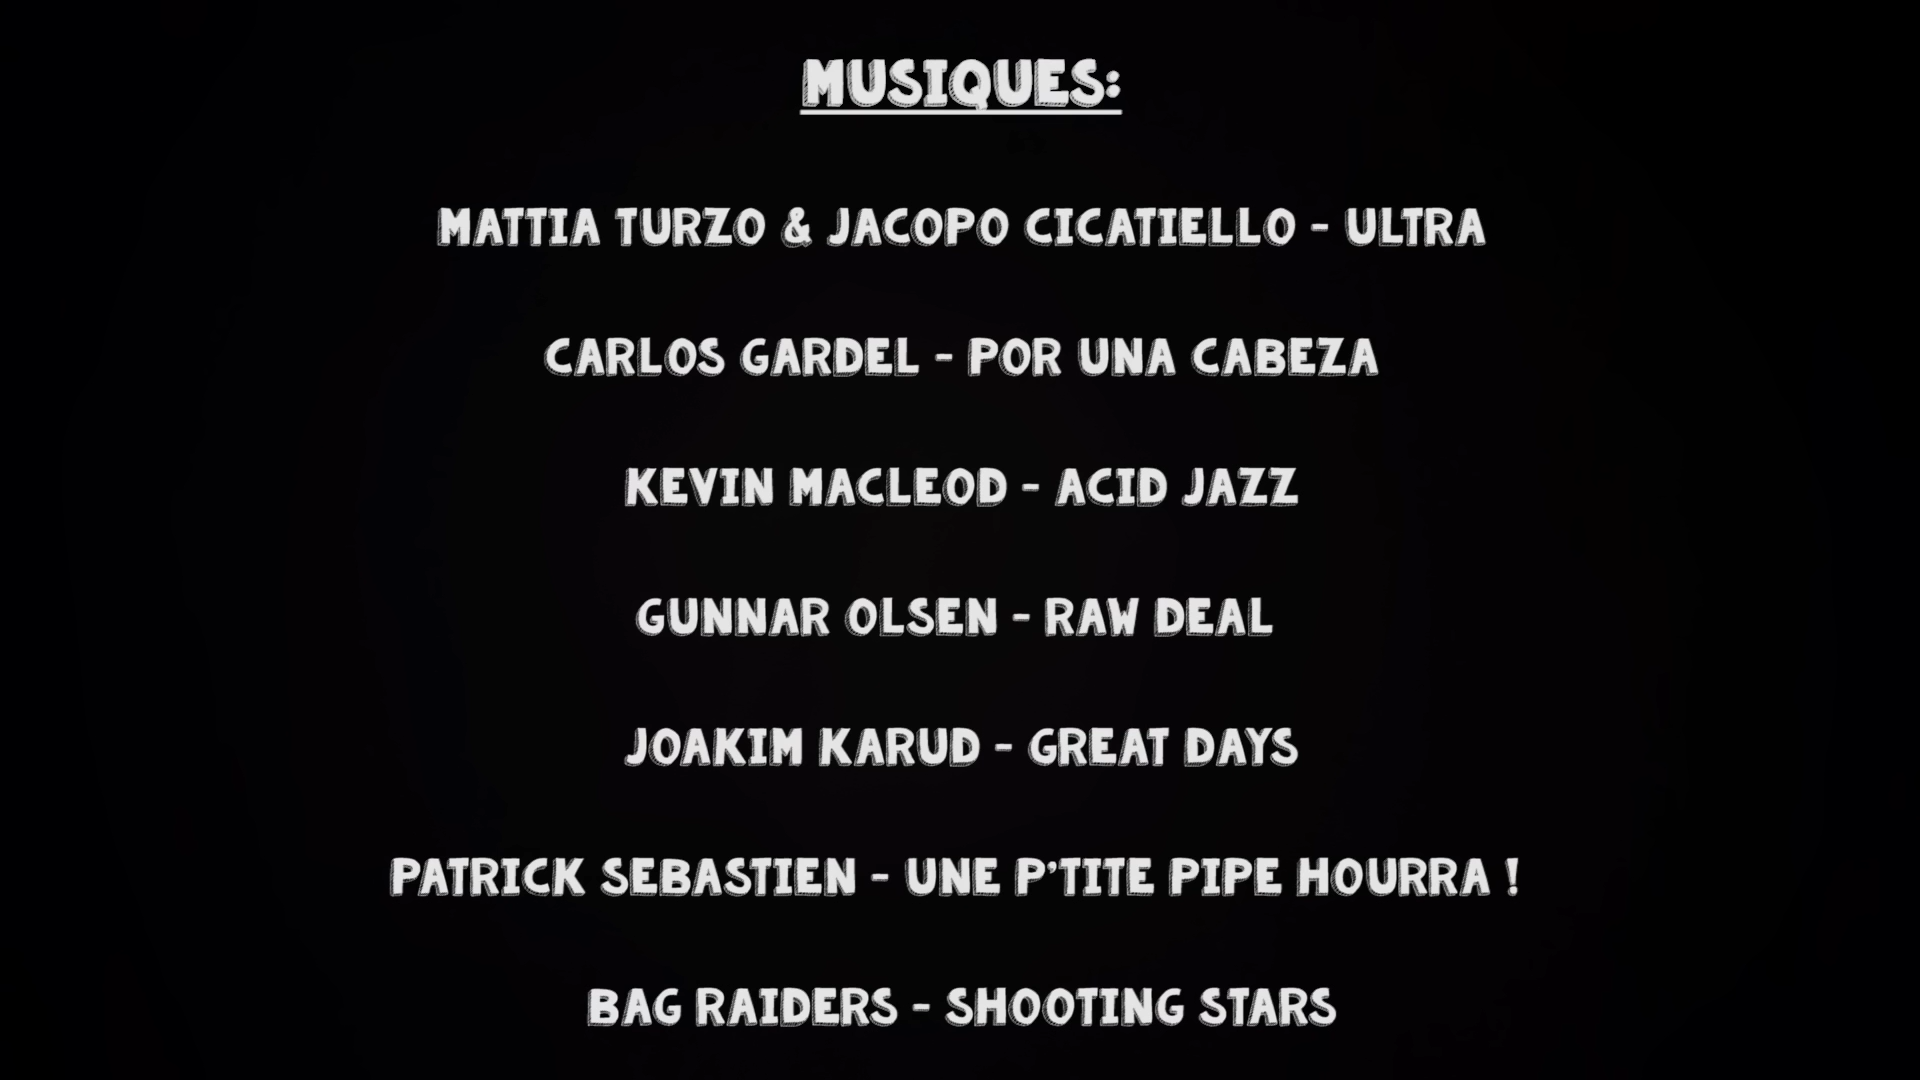 MUSIQUES:
MATTIA TURZO & JACOPO CICATIELLO - ULTRA
CARLOS GARDEL - POR UNA CABEZA
KEVIN MACLEOD - ACID JAZZ
GUNNAR OLSEN - RAW DEAL
JOAKIM KARUD - GREAT DAYS
PATRICK SEBASTIEN - UNE P'TITE PIPE HOURRA !
BAG RAIDERS - SHOOTING STARS